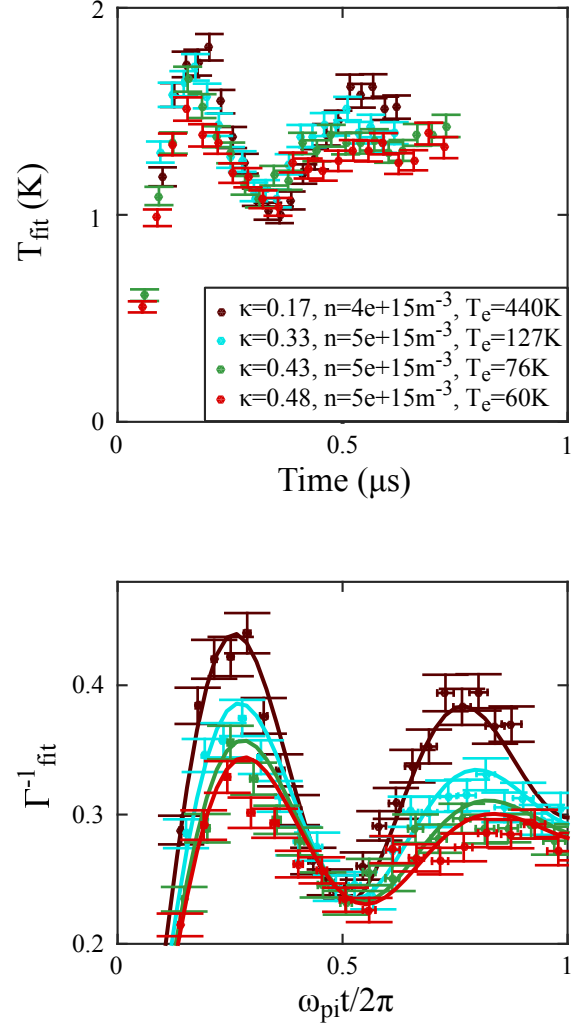 2
1
0
T_fit (K)
κ=0.17, n=4e+15m^-3, T_e=440K
κ=0.33, n=5e+15m^-3, T_e=127K
κ=0.43, n=5e+15m^-3, T_e=76K
κ=0.48, n=5e+15m^-3, T_e=60K
0 0.5 1
Time (μs)
0.4
0.3
0.2
Γ^-1_fit
0 0.5 1
ω_pi t/2π